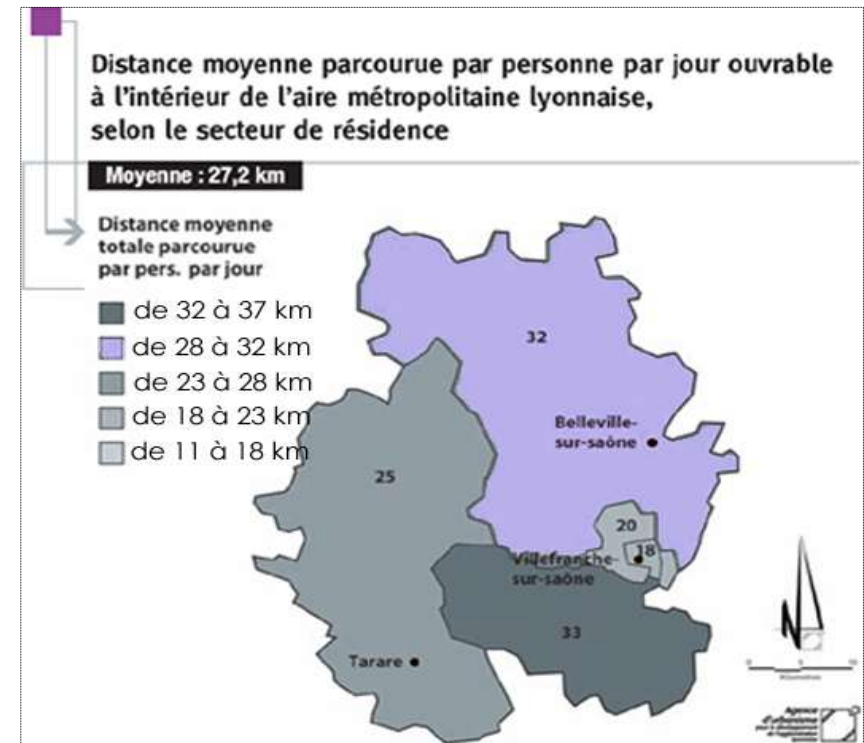 Distance moyenne parcourue par personne par jour ouvrable
à l'intérieur de l'aire métropolitaine lyonnaise,
selon le secteur de résidence
Moyenne : 27,2 km
Distance moyenne
totale parcourue
par pers. par jour
de 32 à 37 km
de 28 à 32 km
de 23 à 28 km
de 18 à 23 km
de 11 à 18 km
32
Belleville-
sur-saône
25
20
18
Villefranche-
sur-saône
33
Tarare
Kilomètres
Agence
d'urbanisme